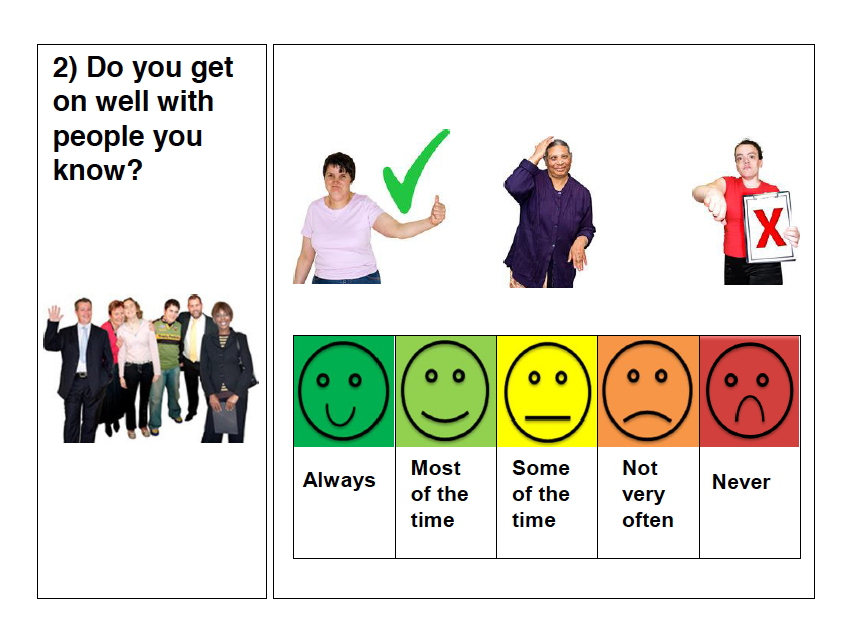 2) Do you get
on well with
people you
know?
X
Always
Most
of the
time
Some
of the
time
Not
very
often
Never